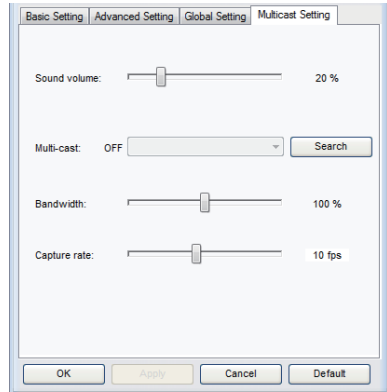 Basic Setting Advanced Setting Global Setting Multicast Setting
Sound volume: 20 %
Multi-cast: OFF Search
Bandwidth: 100 %
Capture rate: 10 fps
OK Apply Cancel Default